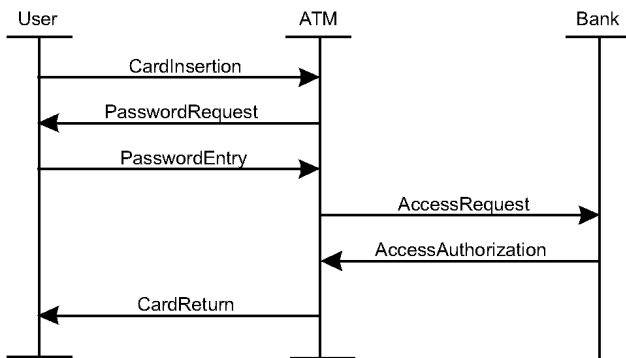 User ATM Bank
CardInsertion
PasswordRequest
PasswordEntry
AccessRequest
AccessAuthorization
CardReturn